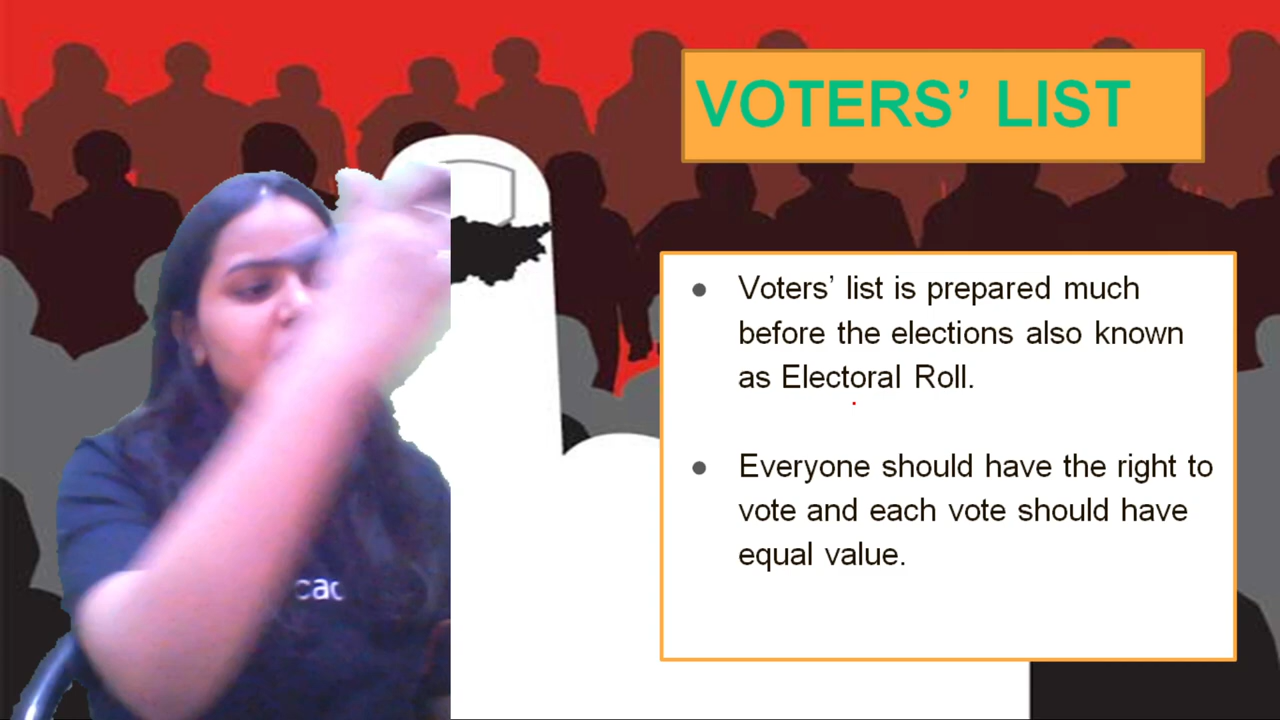 VOTERS’ LIST
● Voters’ list is prepared much
before the elections also known
as Electoral Roll.
● Everyone should have the right to
vote and each vote should have
equal value.
cac